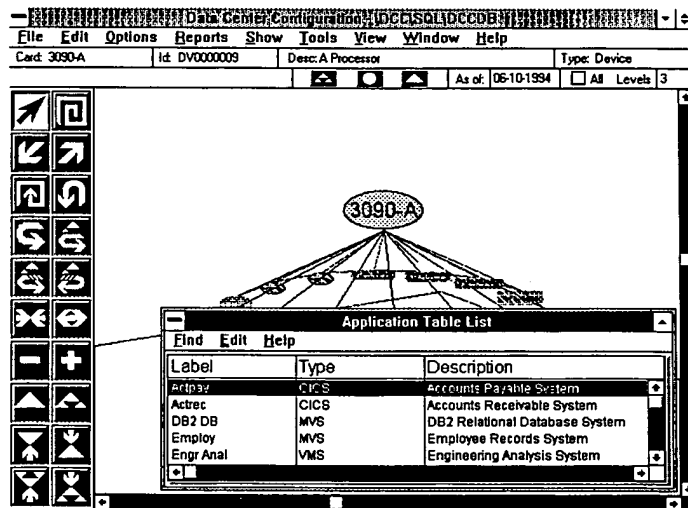 Data Center Configuration - \DCC\SQL\DCCDB
File Edit Options Reports Show Tools View Window Help
Card: 3090-A Id: DV0000009 Desc: A Processor Type: Device
As of: 06-10-1994 All Levels 3
3090-A
Application Table List
Find Edit Help
Label Type Description
Actpay CICS Accounts Payable System
Actrec CICS Accounts Receivable System
DB2 DB MVS DB2 Relational Database System
Employ MVS Employee Records System
Engr Anal VMS Engineering Analysis System